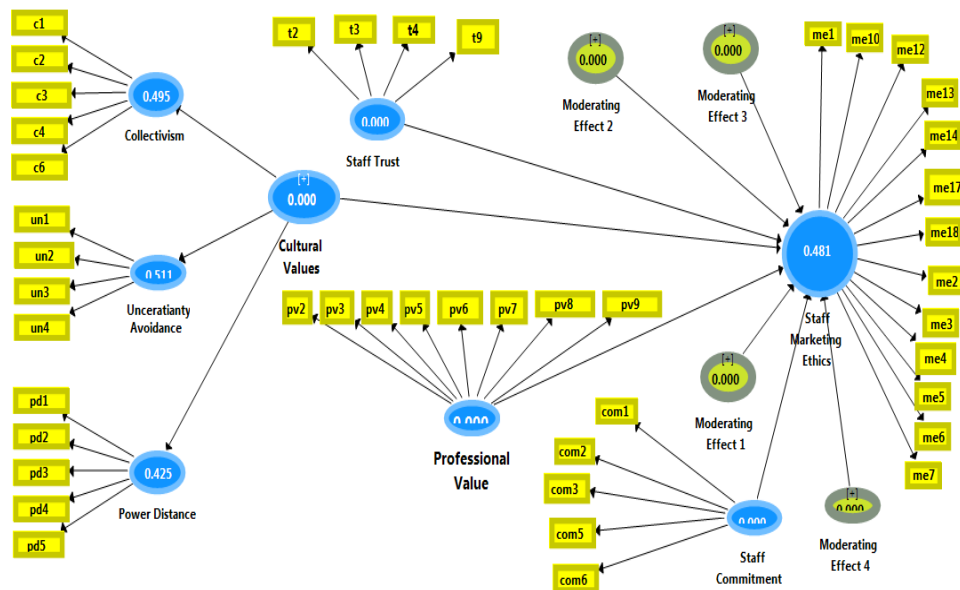 c1
c2
c3
c4
c6
0.495
Collectivism
t2
t3
t4
t9
0.000
Staff Trust
[+]
0.000
Moderating
Effect 2
[+]
0.000
Moderating
Effect 3
me1
me10
me12
me13
me14
me17
me18
me2
me3
me4
me5
me6
me7
[+]
0.000
Cultural
Values
un1
un2
un3
un4
0.511
Unceratianty
Avoidance
0.481
Staff
Marketing
Ethics
pv2
pv3
pv4
pv5
pv6
pv7
pv8
pv9
0.000
Professional
Value
[+]
0.000
Moderating
Effect 1
pd1
pd2
pd3
pd4
pd5
0.425
Power Distance
com1
com2
com3
com5
com6
0.000
Staff
Commitment
[+]
0.000
Moderating
Effect 4